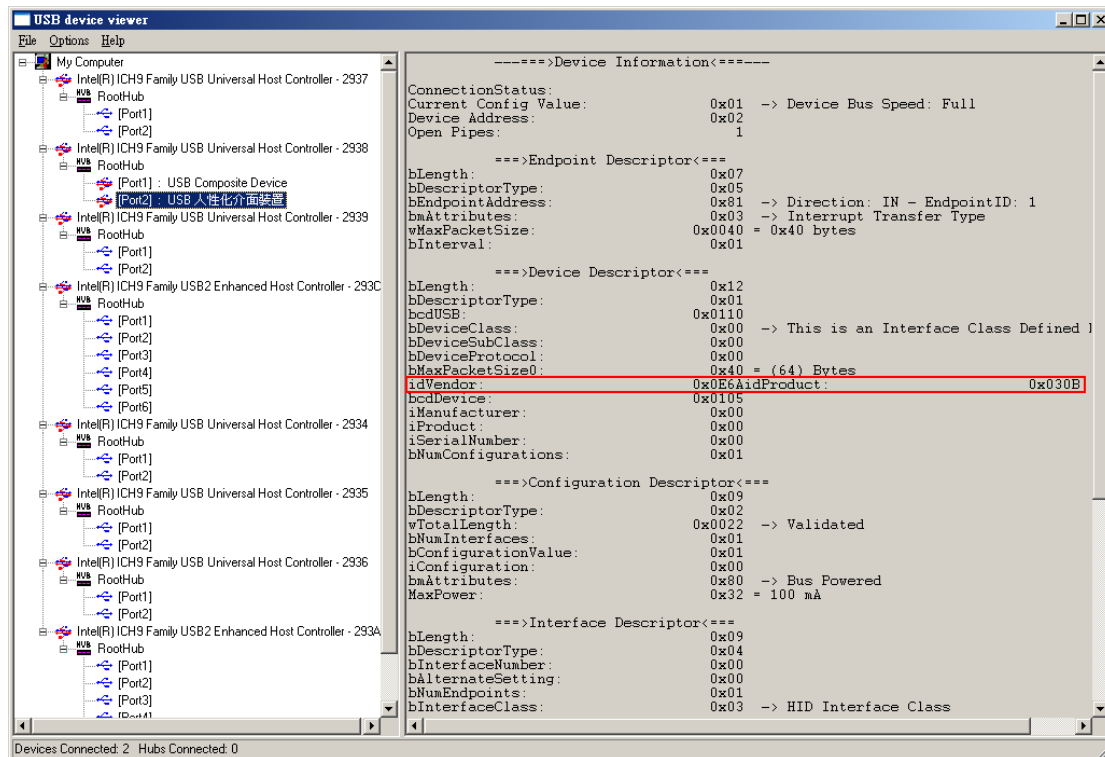 USB device viewer
File Options Help
My Computer
Intel(R) ICH9 Family USB Universal Host Controller - 2937
HUB RootHub
[Port1]
[Port2]
Intel(R) ICH9 Family USB Universal Host Controller - 2938
HUB RootHub
[Port1] : USB Composite Device
[Port2] : USB 人性化介面裝置
Intel(R) ICH9 Family USB Universal Host Controller - 2939
HUB RootHub
[Port1]
[Port2]
Intel(R) ICH9 Family USB2 Enhanced Host Controller - 293C
HUB RootHub
[Port1]
[Port2]
[Port3]
[Port4]
[Port5]
[Port6]
Intel(R) ICH9 Family USB Universal Host Controller - 2934
HUB RootHub
[Port1]
[Port2]
Intel(R) ICH9 Family USB Universal Host Controller - 2935
HUB RootHub
[Port1]
[Port2]
Intel(R) ICH9 Family USB Universal Host Controller - 2936
HUB RootHub
[Port1]
[Port2]
Intel(R) ICH9 Family USB2 Enhanced Host Controller - 293A
HUB RootHub
[Port1]
[Port2]
[Port3]
[Port4]
---===>Device Information<===---
ConnectionStatus:
Current Config Value: 0x01 -> Device Bus Speed: Full
Device Address: 0x02
Open Pipes: 1
===>Endpoint Descriptor<===
bLength: 0x07
bDescriptorType: 0x05
bEndpointAddress: 0x81 -> Direction: IN - EndpointID: 1
bmAttributes: 0x03 -> Interrupt Transfer Type
wMaxPacketSize: 0x0040 = 0x40 bytes
bInterval: 0x01
===>Device Descriptor<===
bLength: 0x12
bDescriptorType: 0x01
bcdUSB: 0x0110
bDeviceClass: 0x00 -> This is an Interface Class Defined
bDeviceSubClass: 0x00
bDeviceProtocol: 0x00
bMaxPacketSize0: 0x40 = (64) Bytes
idVendor: 0x0E6AidProduct: 0x030B
bcdDevice: 0x0105
iManufacturer: 0x00
iProduct: 0x00
iSerialNumber: 0x00
bNumConfigurations: 0x01
===>Configuration Descriptor<===
bLength: 0x09
bDescriptorType: 0x02
wTotalLength: 0x0022 -> Validated
bNumInterfaces: 0x01
bConfigurationValue: 0x01
iConfiguration: 0x00
bmAttributes: 0x80 -> Bus Powered
MaxPower: 0x32 = 100 mA
===>Interface Descriptor<===
bLength: 0x09
bDescriptorType: 0x04
bInterfaceNumber: 0x00
bAlternateSetting: 0x00
bNumEndpoints: 0x01
bInterfaceClass: 0x03 -> HID Interface Class
Devices Connected: 2 Hubs Connected: 0